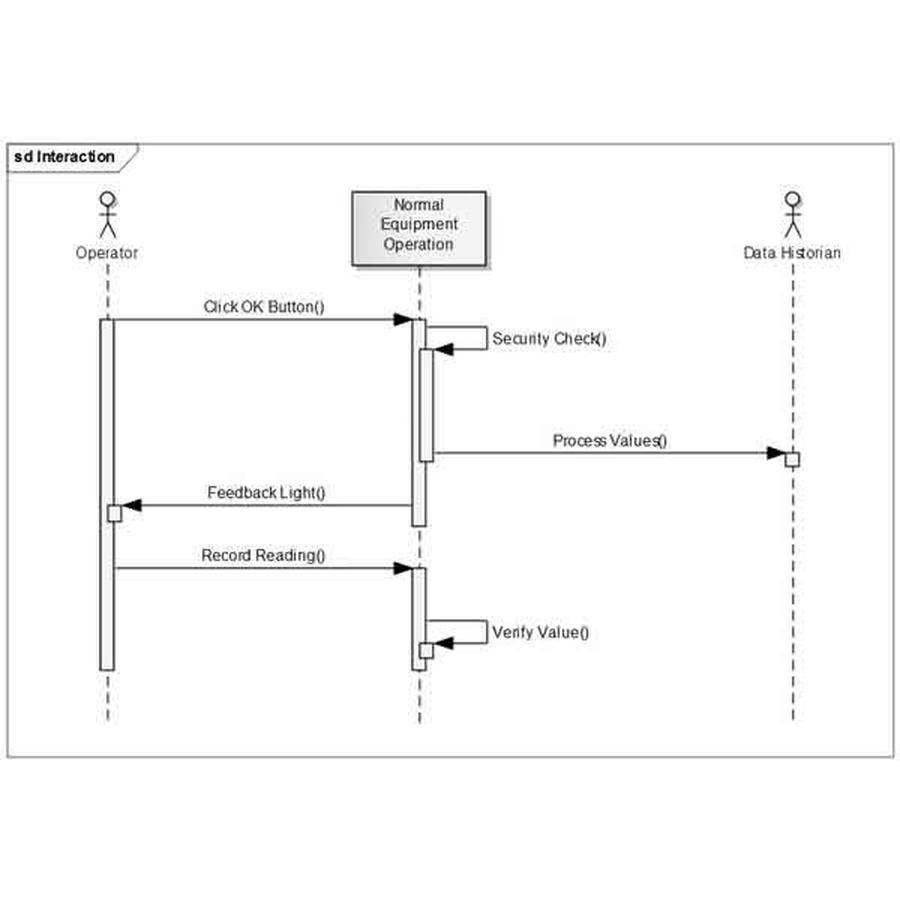 sd Interaction
Normal
Equipment
Operation
Operator
Data Historian
Click OK Button()
Security Check()
Process Values()
Feedback Light()
Record Reading()
Verify Value()